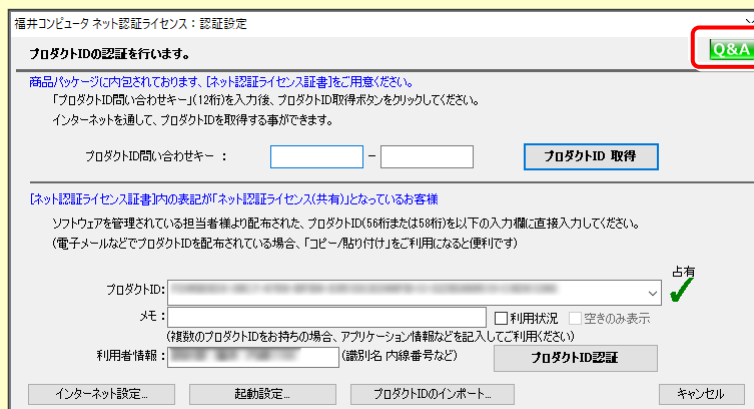 福井コンピュータ ネット認証ライセンス：認証設定
プロダクトIDの認証を行います。
Q&A
商品パッケージに内包されております、[ネット認証ライセンス証書]をご用意ください。
「プロダクトID問い合わせキー」(12桁)を入力後、プロダクトID取得ボタンをクリックしてください。
インターネットを通して、プロダクトIDを取得する事ができます。
プロダクトID問い合わせキー ： － プロダクトID 取得
[ネット認証ライセンス証書]内の表記が「ネット認証ライセンス(共有)」となっているお客様
ソフトウェアを管理されている担当者様より配布された、プロダクトID(56桁または58桁)を以下の入力欄に直接入力してください。
(電子メールなどでプロダクトIDを配布されている場合、「コピー/貼り付け」をご利用になると便利です)
占有
プロダクトID:
メモ： 利用状況 空きのみ表示
(複数のプロダクトIDをお持ちの場合、アプリケーション情報などを記入してご利用ください)
利用者情報： (識別名 内線番号など) プロダクトID認証
インターネット設定... 起動設定... プロダクトIDのインポート... キャンセル